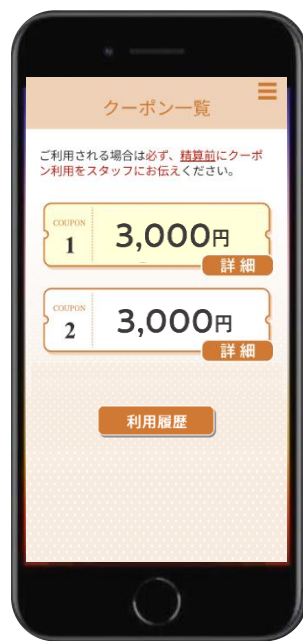 クーポン一覧
ご利用される場合は必ず、精算前にクーポ
ン利用をスタッフにお伝えください。
COUPON
1
3,000円
詳細
COUPON
2
3,000円
詳細
利用履歴